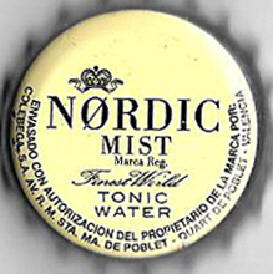 NØRDIC
MIST
Marca Reg.
Finest World
TONIC
WATER
ENVASADO CON AUTORIZACION DEL PROPIETARIO DE LA MARCA POR:
COLEBEGA, S.A. AV. R. M. STA. MA. DE POBLET - QUART DE POBLET - VALENCIA